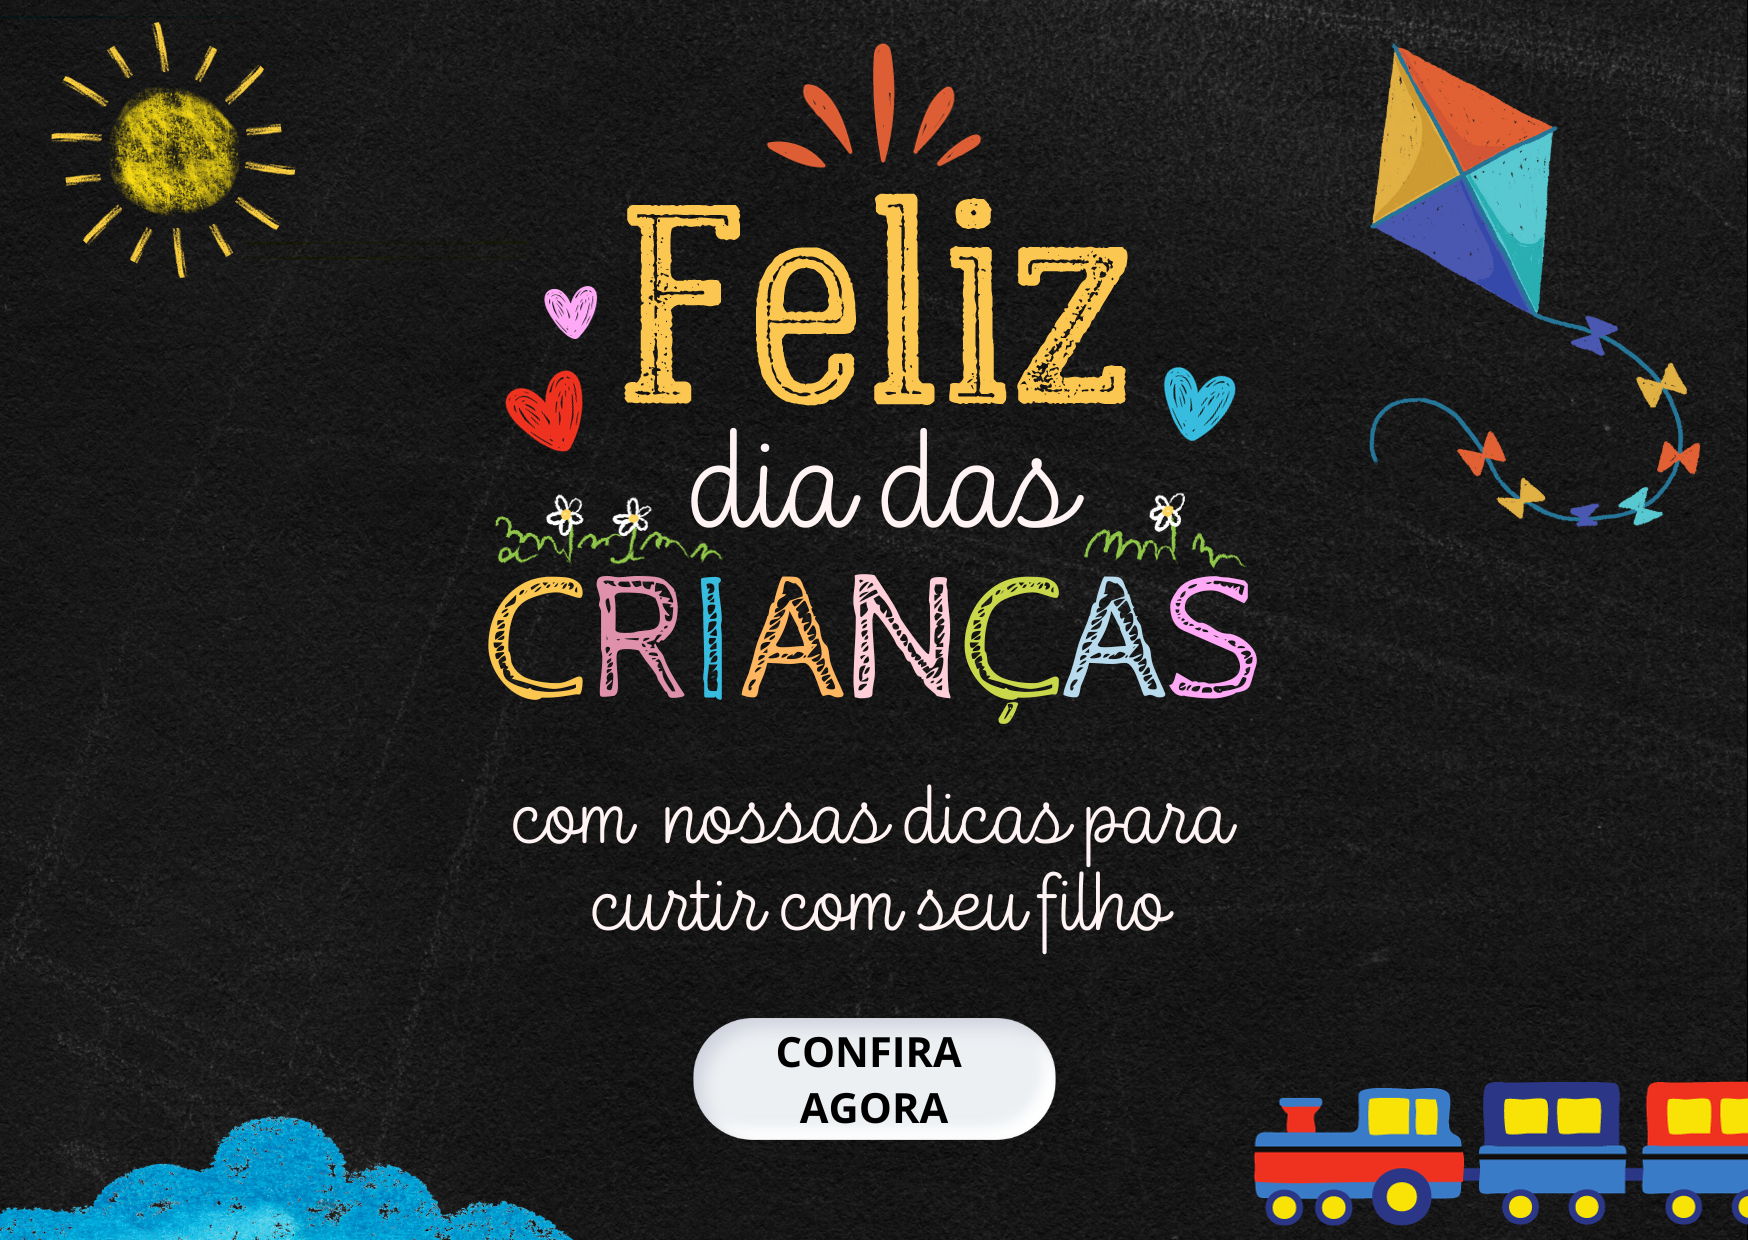 Feliz
dia das
CRIANÇAS
com nossas dicas para
curtir com seu filho
CONFIRA
AGORA